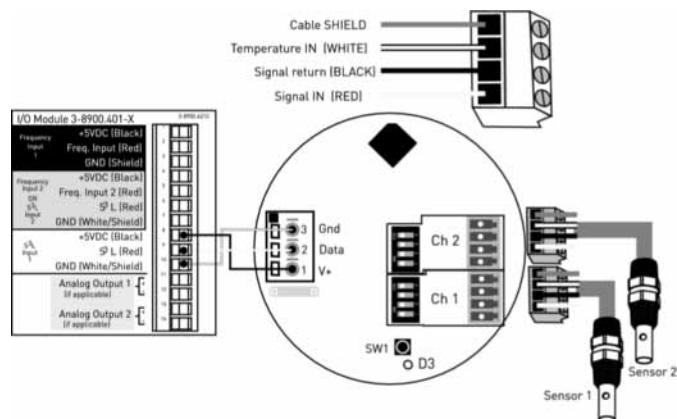 Cable SHIELD
Temperature IN (WHITE)
Signal return (BLACK)
Signal IN (RED)
I/O Module 3-8900.401-X
Frequency Input 1
+5VDC (Black)
Freq. Input (Red)
GND (Shield)
Frequency Input 2
OR
S³L
Input 2
+5VDC (Black)
Freq. Input 2 (Red)
S³ L (Red)
GND (White/Shield)
S³L
Input
+5VDC (Black)
S³ L (Red)
GND (White/Shield)
Analog Output 1
(if applicable)
Analog Output 2
(if applicable)
3 Gnd
2 Data
1 V+
Ch 2
Ch 1
SW1
D3
Sensor 2
Sensor 1